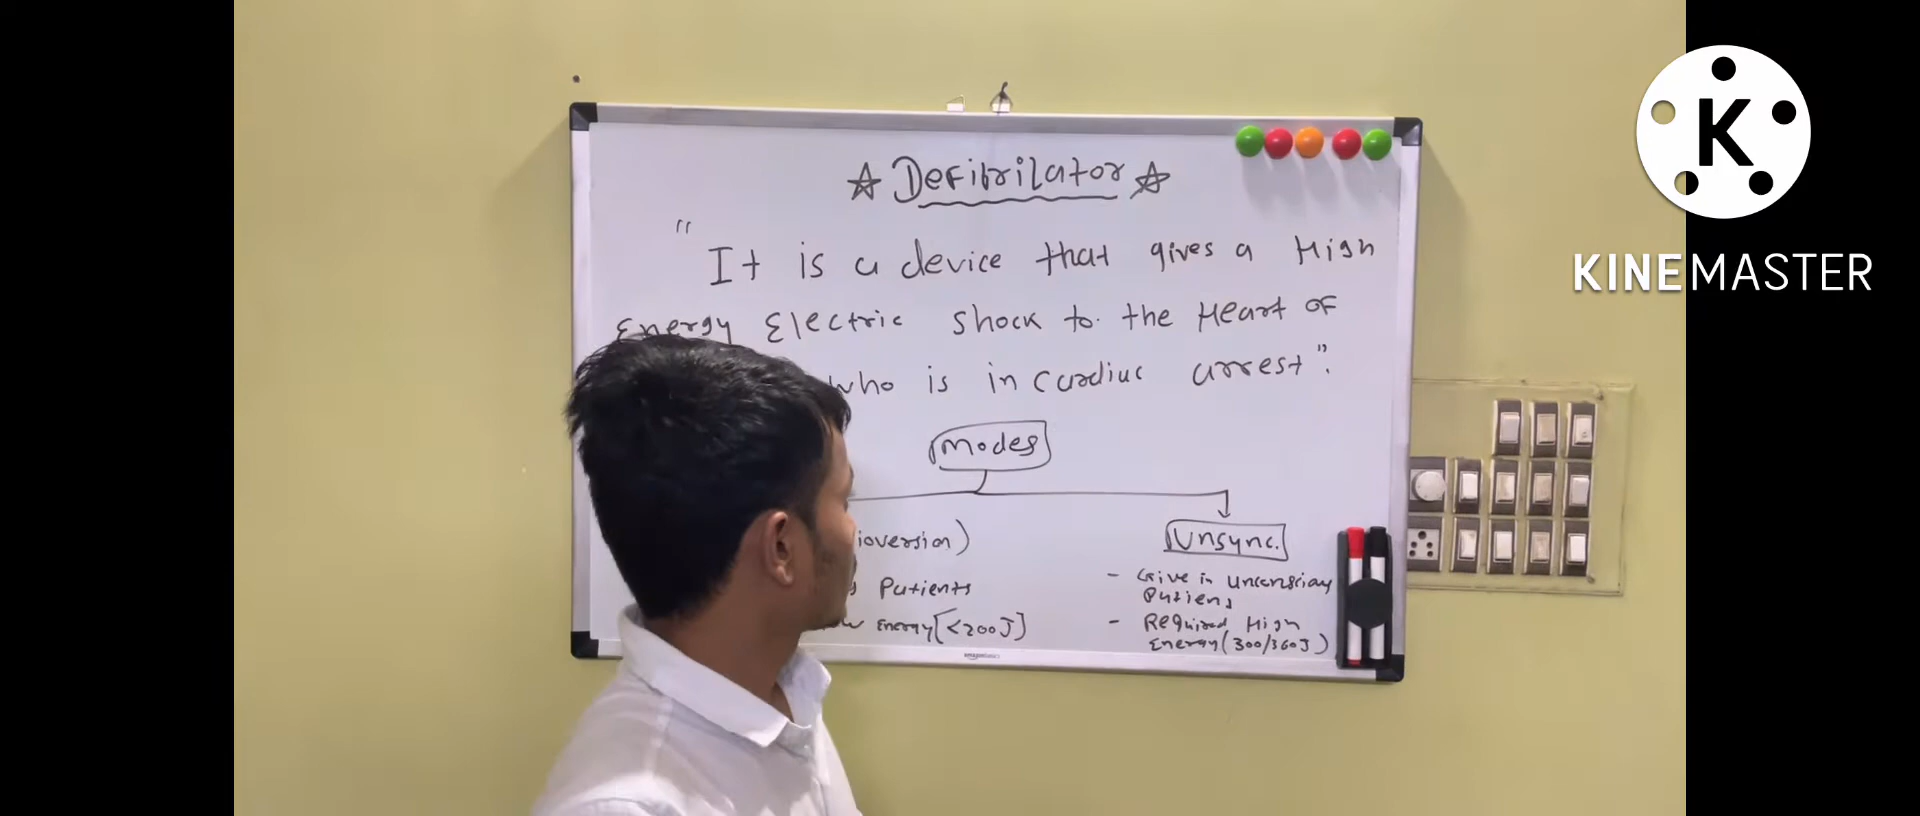 ☆ Defibrilator ☆
"
It is a device that gives a High
Energy Electric Shock to the Heart of
who is in cardiac arrest".
Modes
ioversion)
Unsync.
Patients
- Give in Unconscious
Patient
Energy [<200J]
- Required High
Energy (300/360J)
K
KINEMASTER